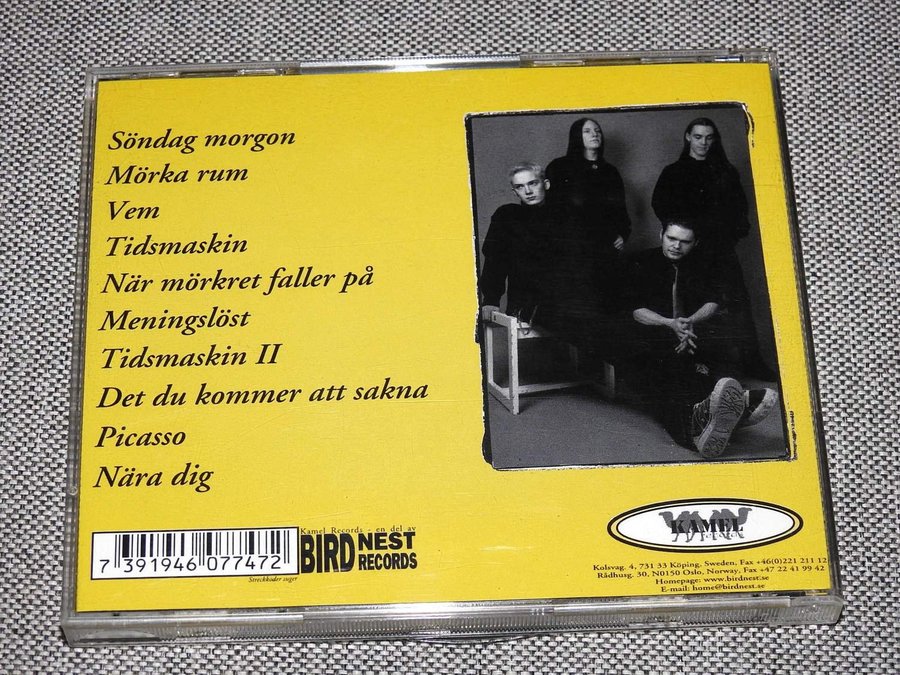 Söndag morgon
Mörka rum
Vem
Tidsmaskin
När mörkret faller på
Meningslöst
Tidsmaskin II
Det du kommer att sakna
Picasso
Nära dig
7 391946 077472
Streckkoder suger
Kamel Records - en del av
BIRD NEST
RECORDS
KAMEL
Kolsvag. 4, 731 33 Köping, Sweden, Fax +46(0)221 211 12
Rådhusg. 30. N0150 Oslo, Norway, Fax +47 22 41 99 42
Homepage: www.birdnest.se
E-mail: home@birdnest.se